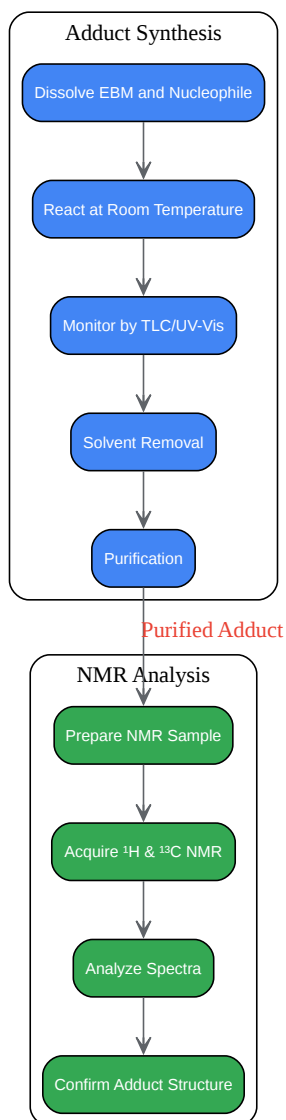 Adduct Synthesis
Dissolve EBM and Nucleophile
React at Room Temperature
Monitor by TLC/UV-Vis
Solvent Removal
Purification
Purified Adduct
NMR Analysis
Prepare NMR Sample
Acquire ¹H & ¹³C NMR
Analyze Spectra
Confirm Adduct Structure